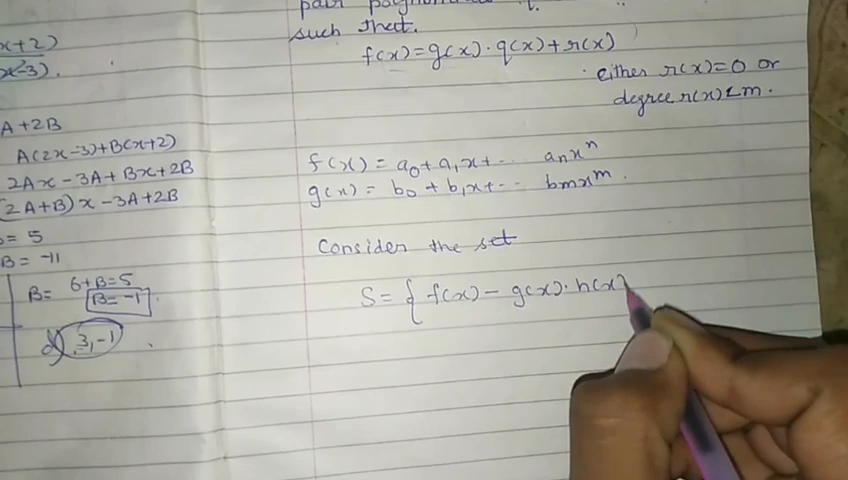 x+2)
x-3).
A+2B
A(2x-3)+B(x+2)
2Ax-3A+Bx+2B
(2A+B)x-3A+2B
= 5
B = -11
B= 6+B=5
B=-1
d) 3,-1
such that.
f(x)=g(x)·q(x)+r(x)
either r(x)=0 or
degree r(x)<m.
f(x) = a0+a1x+... anx^n
g(x) = b0+b1x+... bmx^m.
Consider the set
S={ f(x)- g(x)·h(x)